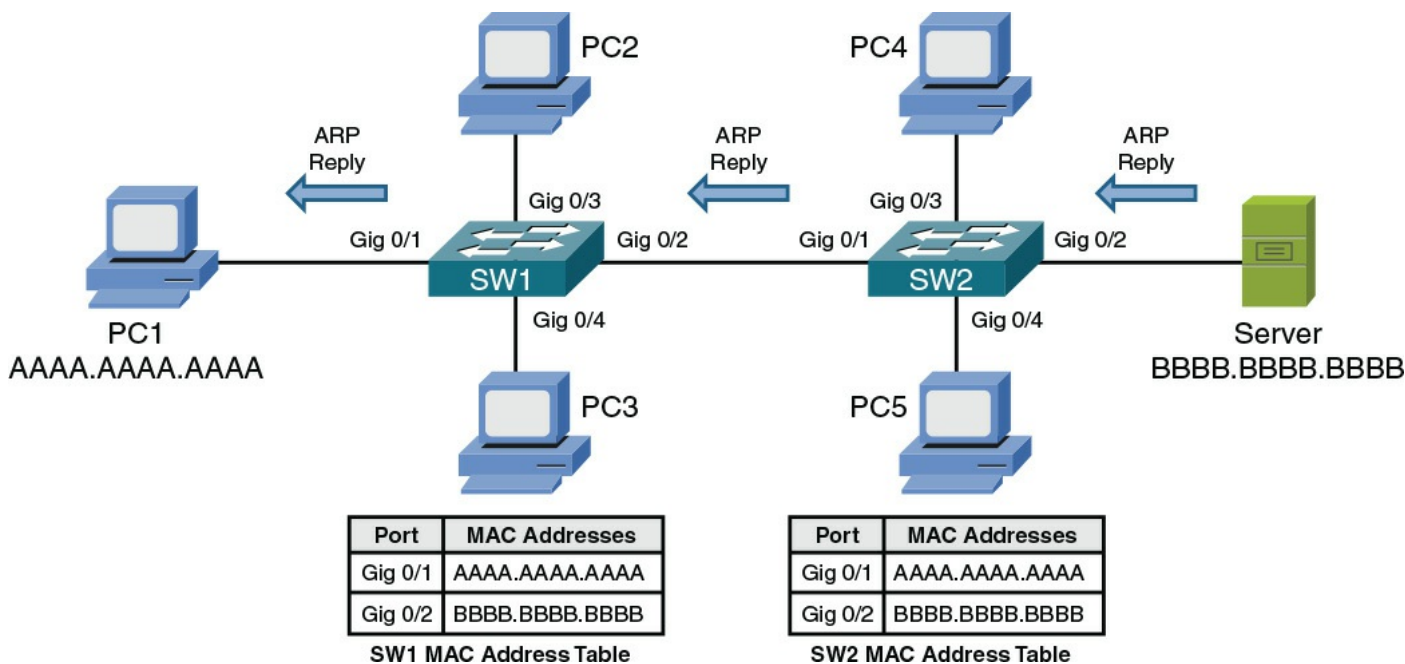 PC2
PC4
ARP
Reply
ARP
Reply
ARP
Reply
Gig 0/3
Gig 0/3
Gig 0/1
Gig 0/2
Gig 0/1
Gig 0/2
SW1
SW2
Gig 0/4
Gig 0/4
PC1
AAAA.AAAA.AAAA
Server
BBBB.BBBB.BBBB
PC3
PC5
Port MAC Addresses
Gig 0/1 AAAA.AAAA.AAAA
Gig 0/2 BBBB.BBBB.BBBB
SW1 MAC Address Table
Port MAC Addresses
Gig 0/1 AAAA.AAAA.AAAA
Gig 0/2 BBBB.BBBB.BBBB
SW2 MAC Address Table